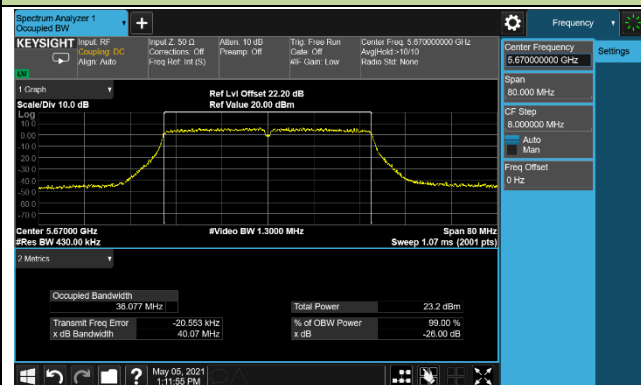 Spectrum Analyzer 1
Occupied BW
+
Frequency
KEYSIGHT
Input: RF
Coupling: DC
Align: Auto
Input Z: 50 Ω
Corrections: Off
Freq Ref: Int (S)
Atten: 10 dB
Preamp: Off
Trig: Free Run
Gate: Off
#IF Gain: Low
Center Freq: 5.670000000 GHz
Avg|Hold:>10/10
Radio Std: None
LXI
Center Frequency
5.670000000 GHz
Settings
Span
80.000 MHz
CF Step
8.000000 MHz
Auto
Man
Freq Offset
0 Hz
1 Graph
Scale/Div 10.0 dB
Ref Lvl Offset 22.20 dB
Ref Value 20.00 dBm
Log
10.0
0.00
-10.0
-20.0
-30.0
-40.0
-50.0
-60.0
-70.0
Center 5.67000 GHz
#Res BW 430.00 kHz
#Video BW 1.3000 MHz
Span 80 MHz
Sweep 1.07 ms (2001 pts)
2 Metrics
Occupied Bandwidth
36.077 MHz
Total Power 23.2 dBm
Transmit Freq Error -20.553 kHz
% of OBW Power 99.00 %
x dB Bandwidth 40.07 MHz
x dB -26.00 dB
?
May 05, 2021
1:11:55 PM